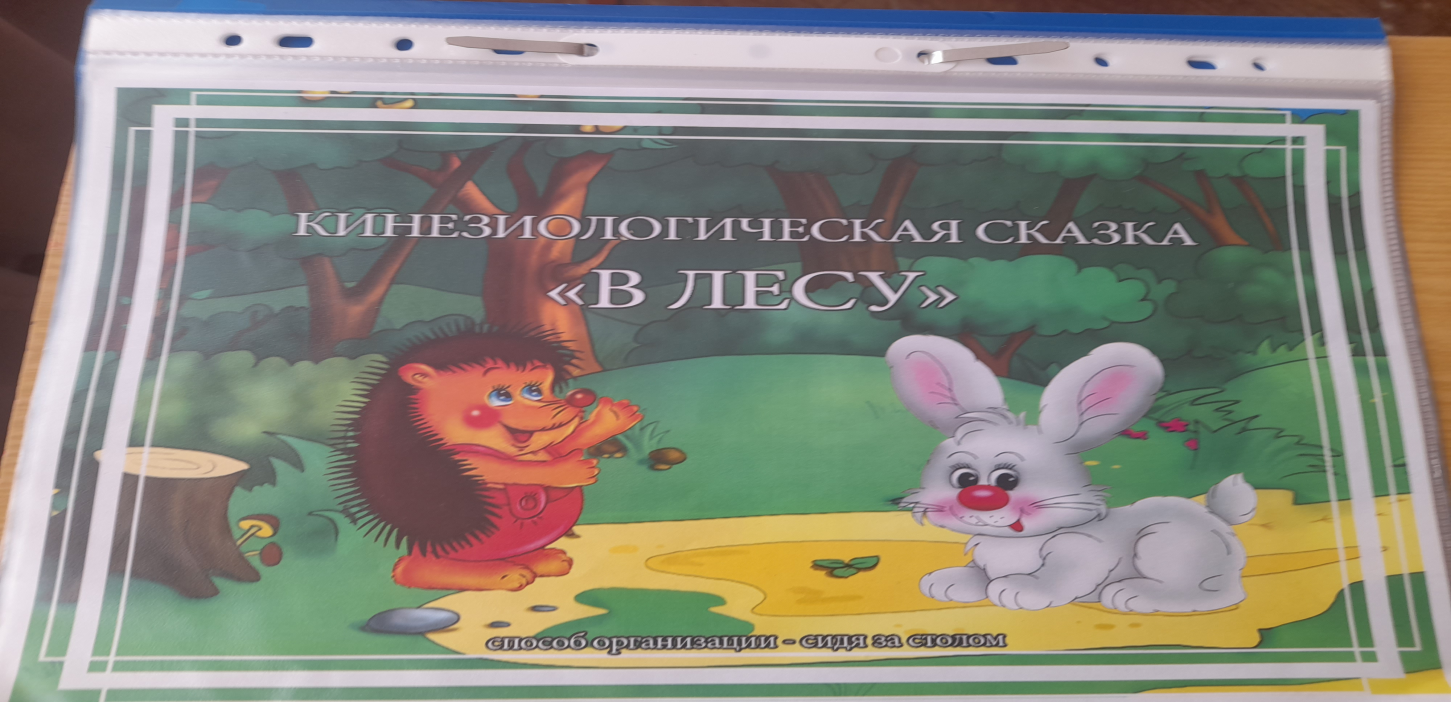 КИНЕЗИОЛОГИЧЕСКАЯ СКАЗКА
«В ЛЕСУ»
способ организации - сидя за столом